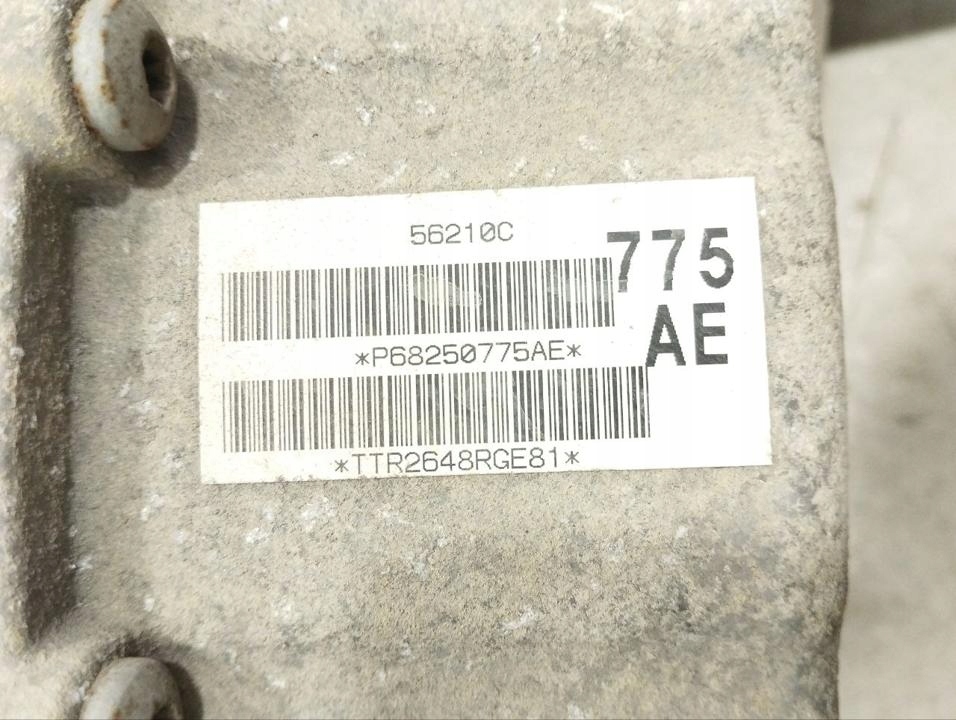 56210C
775
AE
*P68250775AE*
*TTR2648RGE81*